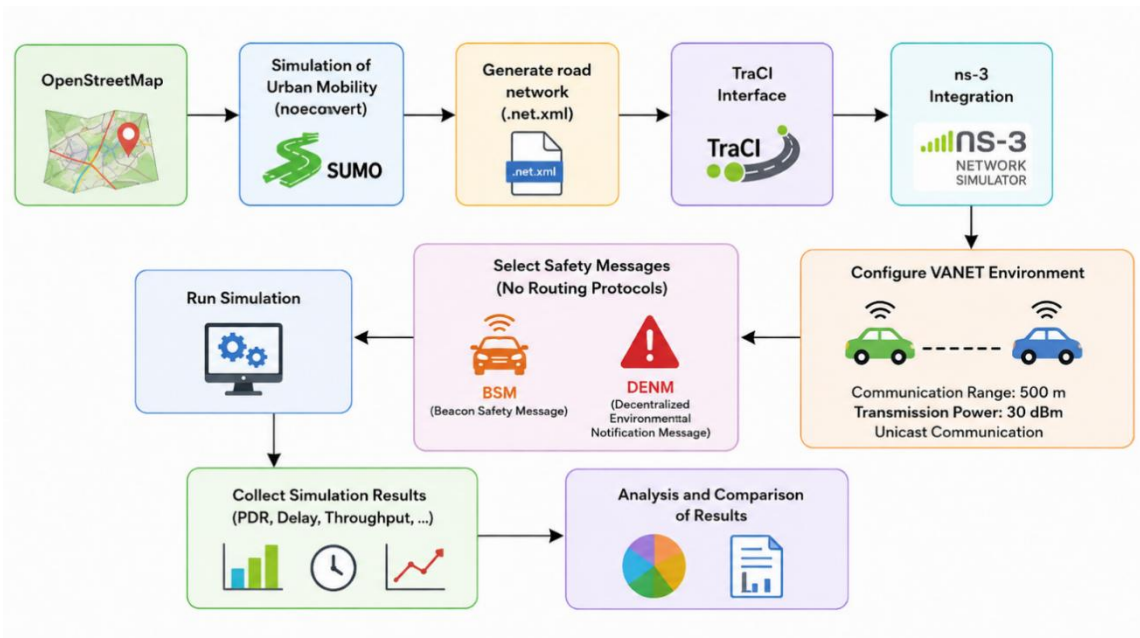 OpenStreetMap
Simulation of
Urban Mobility
(noeconvert)
SUMO
Generate road
network
(.net.xml)
.net.xml
TraCI
Interface
TraCI
ns-3
Integration
ns-3
NETWORK
SIMULATOR
Configure VANET Environment
Communication Range: 500 m
Transmission Power: 30 dBm
Unicast Communication
Select Safety Messages
(No Routing Protocols)
BSM
(Beacon Safety Message)
DENM
(Decentralized
Environmental
Notification Message)
Run Simulation
Collect Simulation Results
(PDR, Delay, Throughput, ...)
Analysis and Comparison
of Results